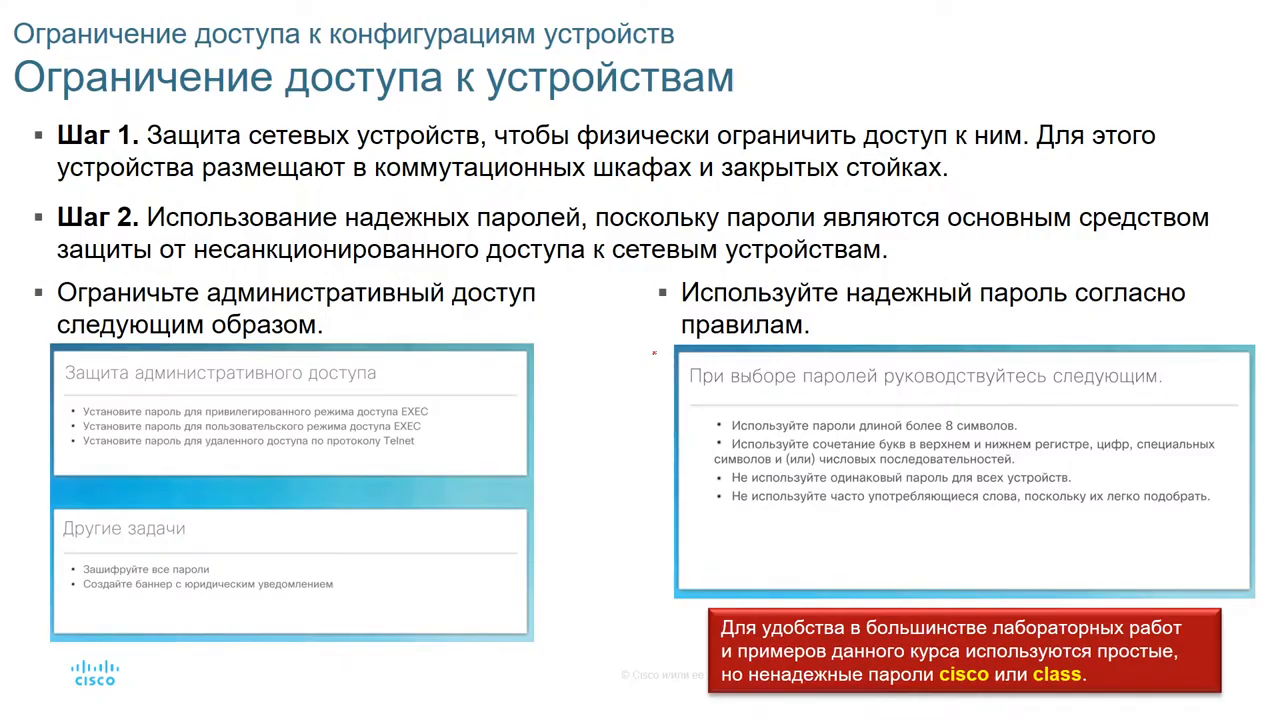 Ограничение доступа к конфигурациям устройств
Ограничение доступа к устройствам
▪ Шаг 1. Защита сетевых устройств, чтобы физически ограничить доступ к ним. Для этого
устройства размещают в коммутационных шкафах и закрытых стойках.
▪ Шаг 2. Использование надежных паролей, поскольку пароли являются основным средством
защиты от несанкционированного доступа к сетевым устройствам.
▪ Ограничьте административный доступ
следующим образом.
Защита административного доступа
• Установите пароль для привилегированного режима доступа EXEC
• Установите пароль для пользовательского режима доступа EXEC
• Установите пароль для удаленного доступа по протоколу Telnet
Другие задачи
• Зашифруйте все пароли
• Создайте баннер с юридическим уведомлением
▪ Используйте надежный пароль согласно
правилам.
При выборе паролей руководствуйтесь следующим.
• Используйте пароли длиной более 8 символов.
• Используйте сочетание букв в верхнем и нижнем регистре, цифр, специальных
символов и (или) числовых последовательностей.
• Не используйте одинаковый пароль для всех устройств.
• Не используйте часто употребляющиеся слова, поскольку их легко подобрать.
Для удобства в большинстве лабораторных работ
и примеров данного курса используются простые,
но ненадежные пароли cisco или class.
CISCO
© Cisco и/или ее